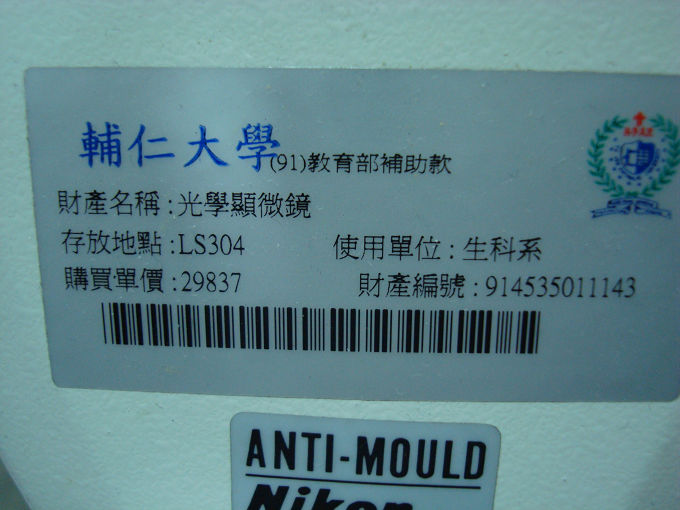 輔仁大學(91)教育部補助款
財產名稱:光學顯微鏡
存放地點:LS304 使用單位:生科系
購買單價:29837 財產編號:914535011143
ANTI-MOULD
Nikon